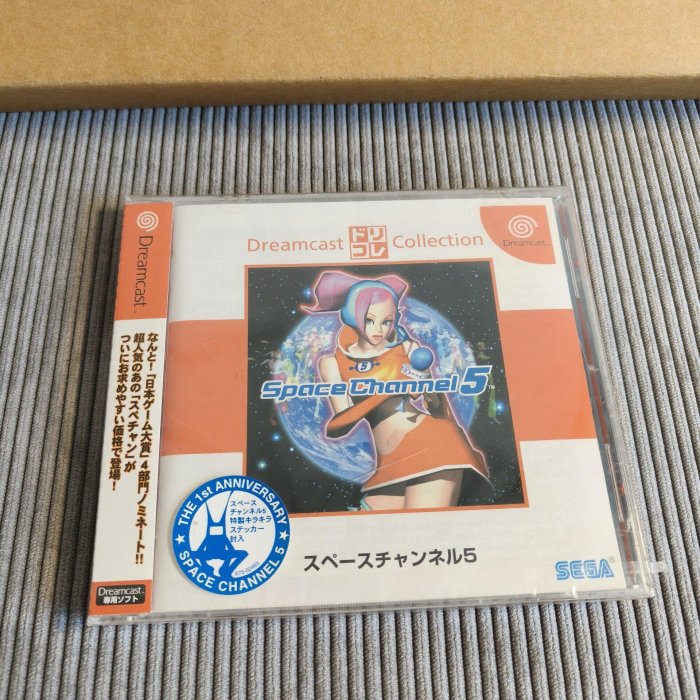 Dreamcast ドリコレ Collection
Dreamcast
Dreamcast
なんと!「日本ゲーム大賞」4部門ノミネート!!
超人気のあの「スペチャン」が
ついにお求めやすい価格で登場!
Dreamcast
専用ソフト
5
Space Channel 5
THE 1st ANNIVERSARY
スペース
チャンネル5
特製キラキラ
ステッカー
封入
SPACE CHANNEL 5
スペースチャンネル5
SEGA